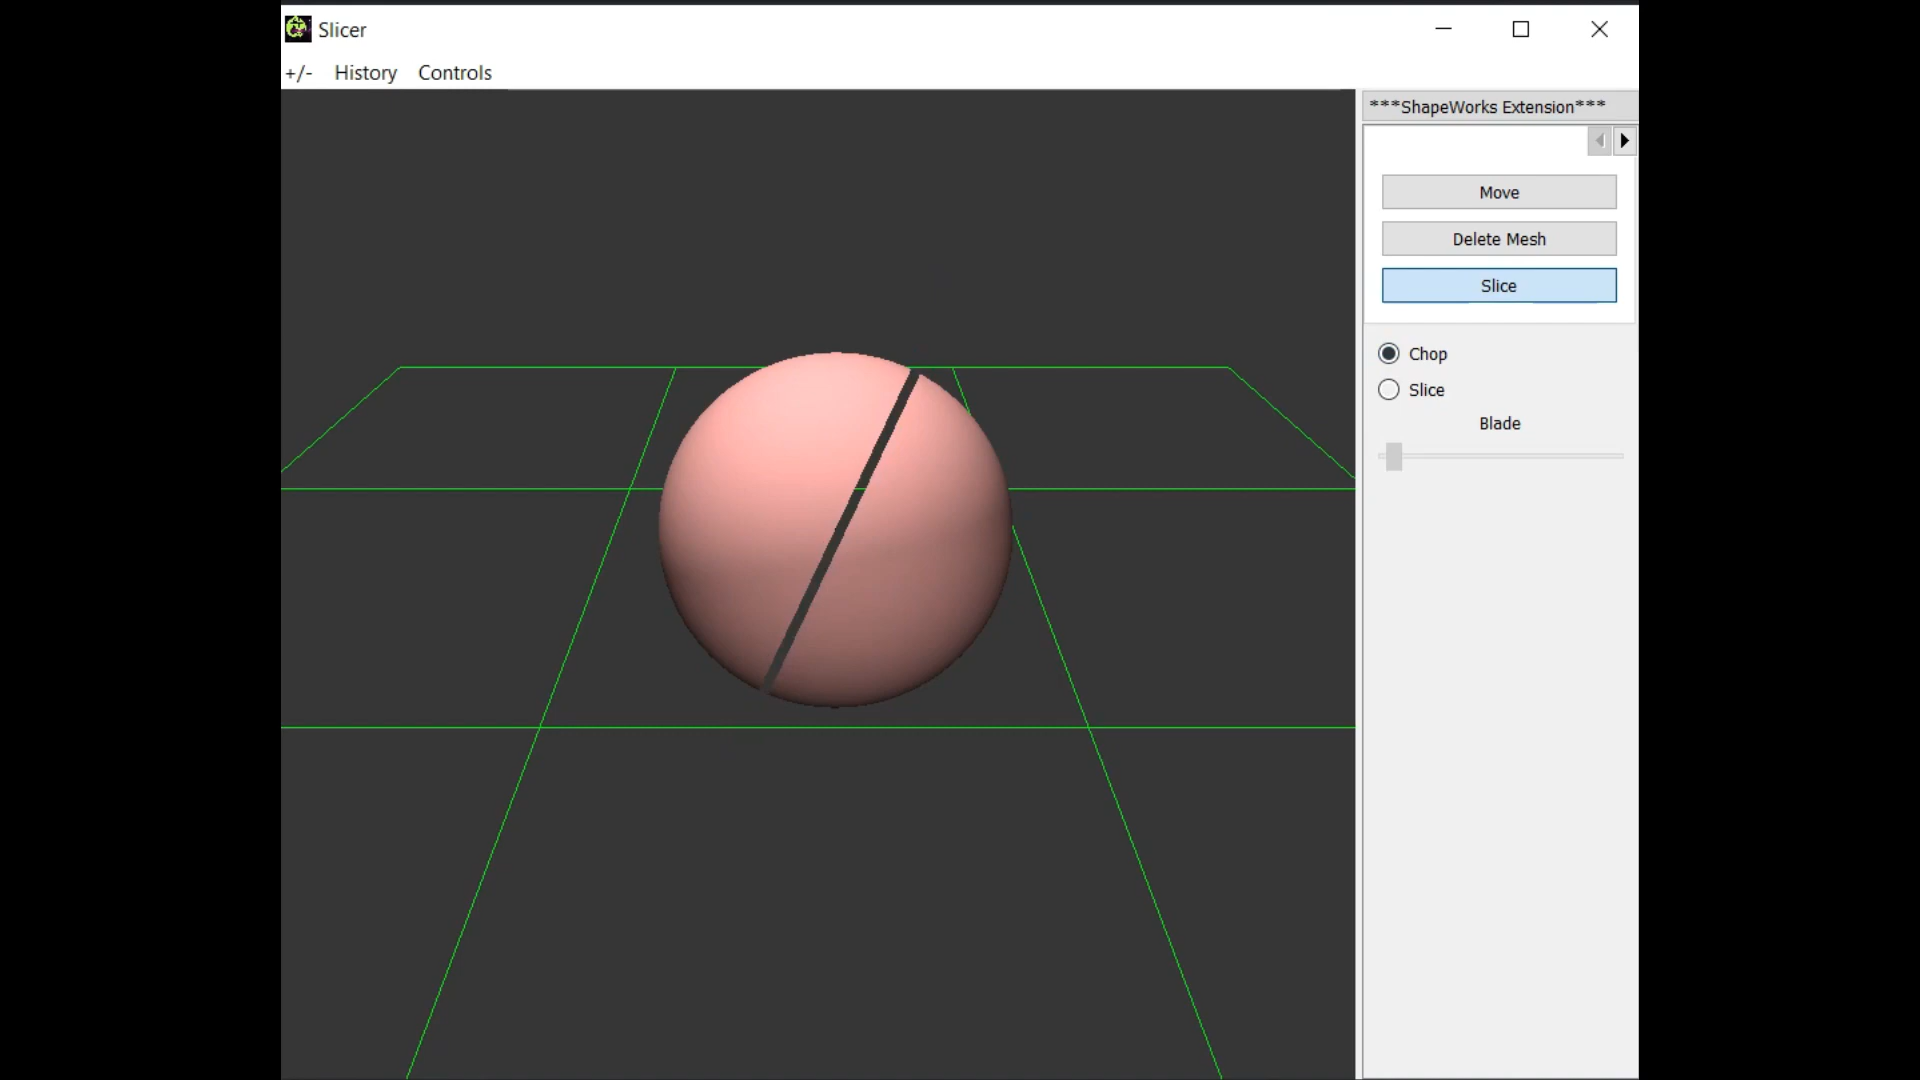 Slicer
+/- History Controls
***ShapeWorks Extension***
Move
Delete Mesh
Slice
Chop
Slice
Blade